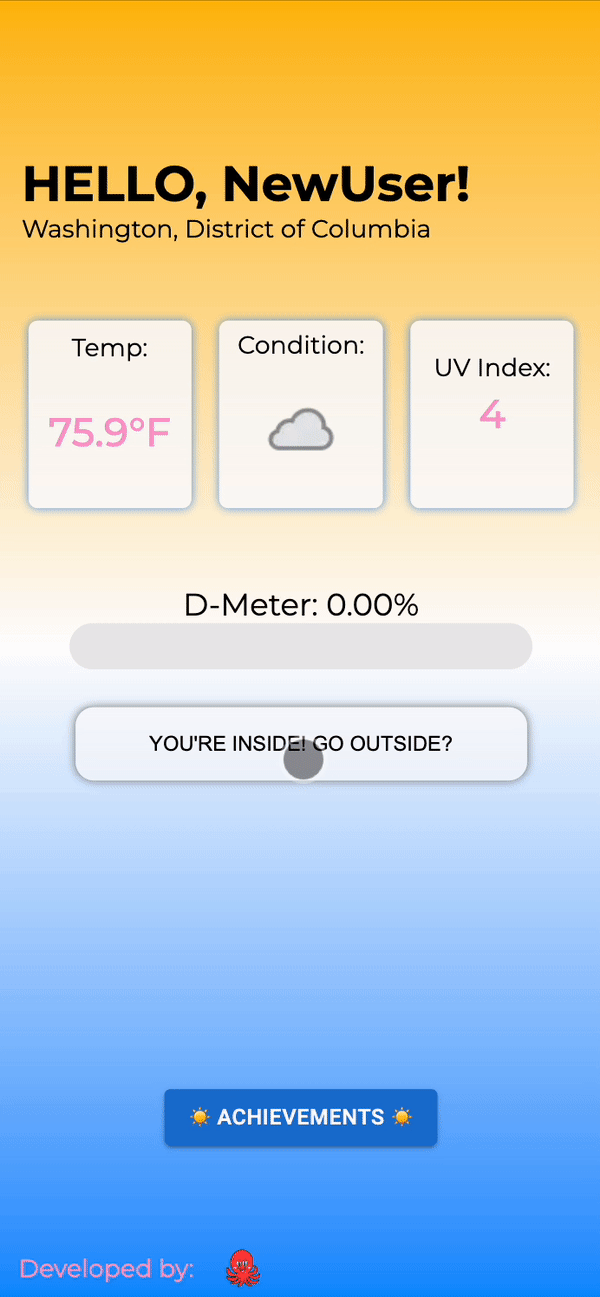 HELLO, NewUser!
Washington, District of Columbia
Temp:
75.9°F
Condition:
UV Index:
4
D-Meter: 0.00%
YOU'RE INSIDE! GO OUTSIDE?
ACHIEVEMENTS
Developed by: